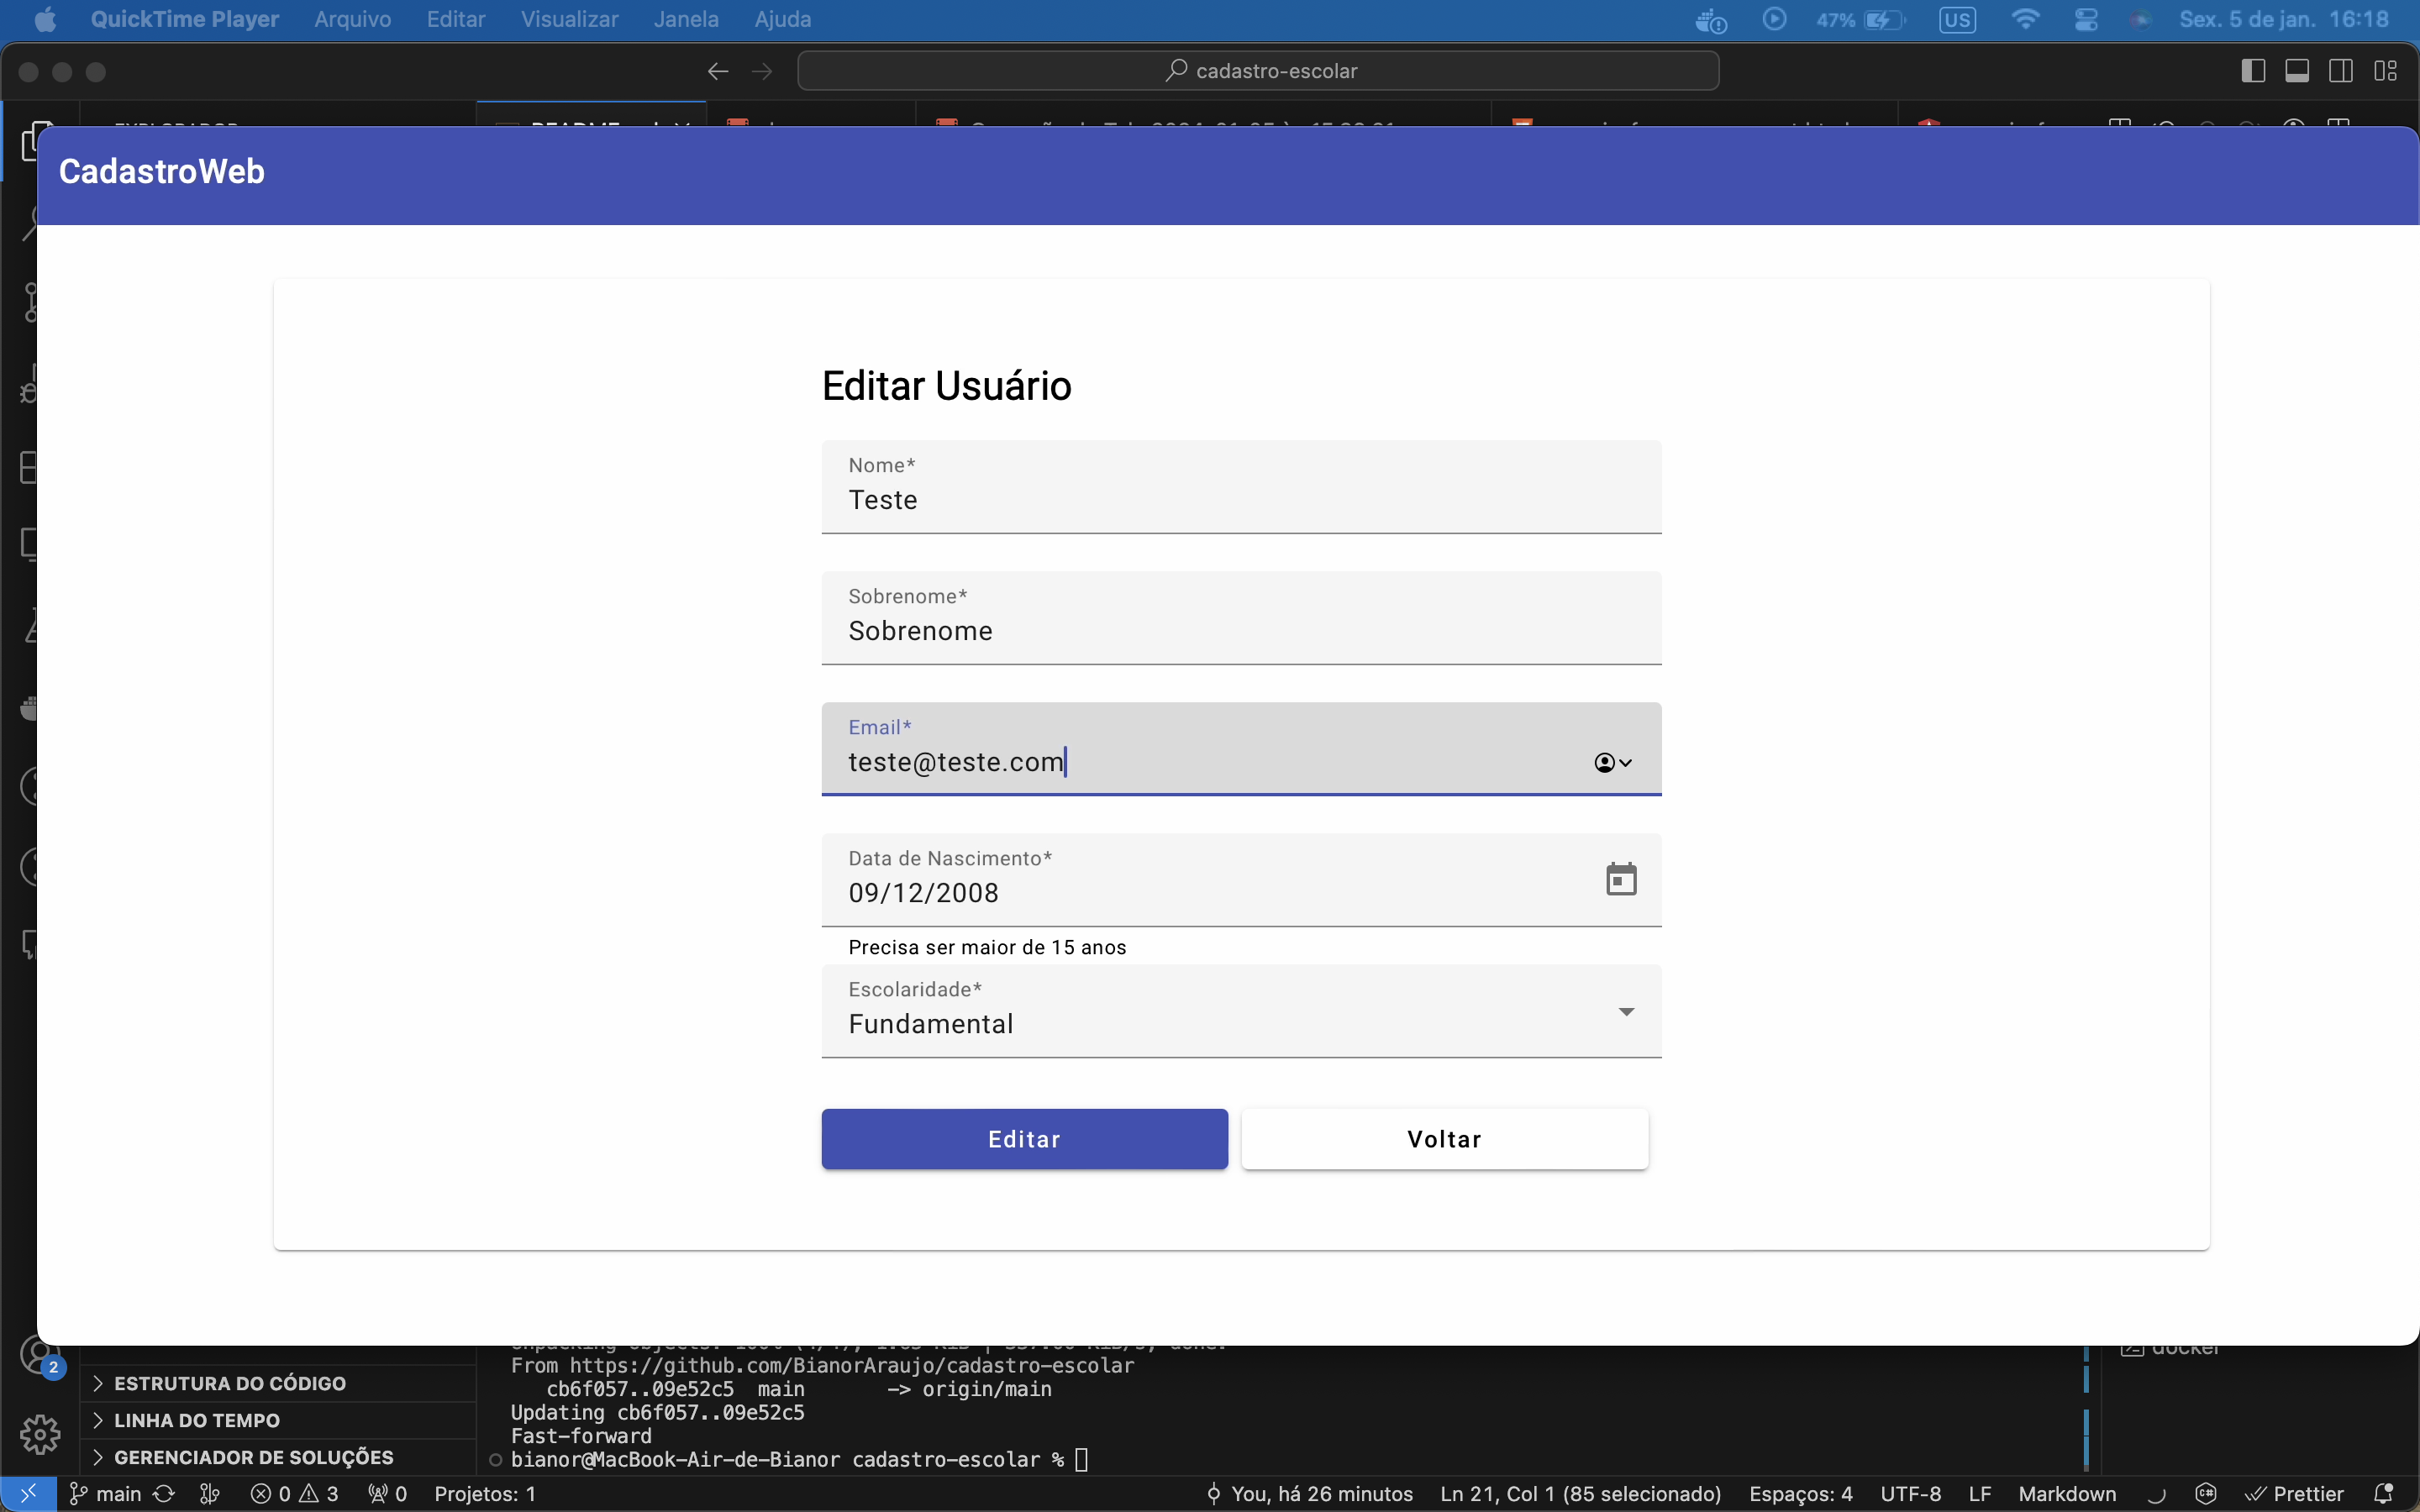 QuickTime Player Arquivo Editar Visualizar Janela Ajuda 47% US Sex. 5 de jan. 16:18
cadastro-escolar
CadastroWeb
Editar Usuário
Nome*
Teste
Sobrenome*
Sobrenome
Email*
teste@teste.com
Data de Nascimento*
09/12/2008
Precisa ser maior de 15 anos
Escolaridade*
Fundamental
Editar Voltar
docker
From https://github.com/BianorAraujo/cadastro-escolar
cb6f057..09e52c5 main -> origin/main
Updating cb6f057..09e52c5
Fast-forward
bianor@MacBook-Air-de-Bianor cadastro-escolar %
2
ESTRUTURA DO CÓDIGO
LINHA DO TEMPO
GERENCIADOR DE SOLUÇÕES
main 0 3 0 Projetos: 1 You, há 26 minutos Ln 21, Col 1 (85 selecionado) Espaços: 4 UTF-8 LF Markdown Prettier